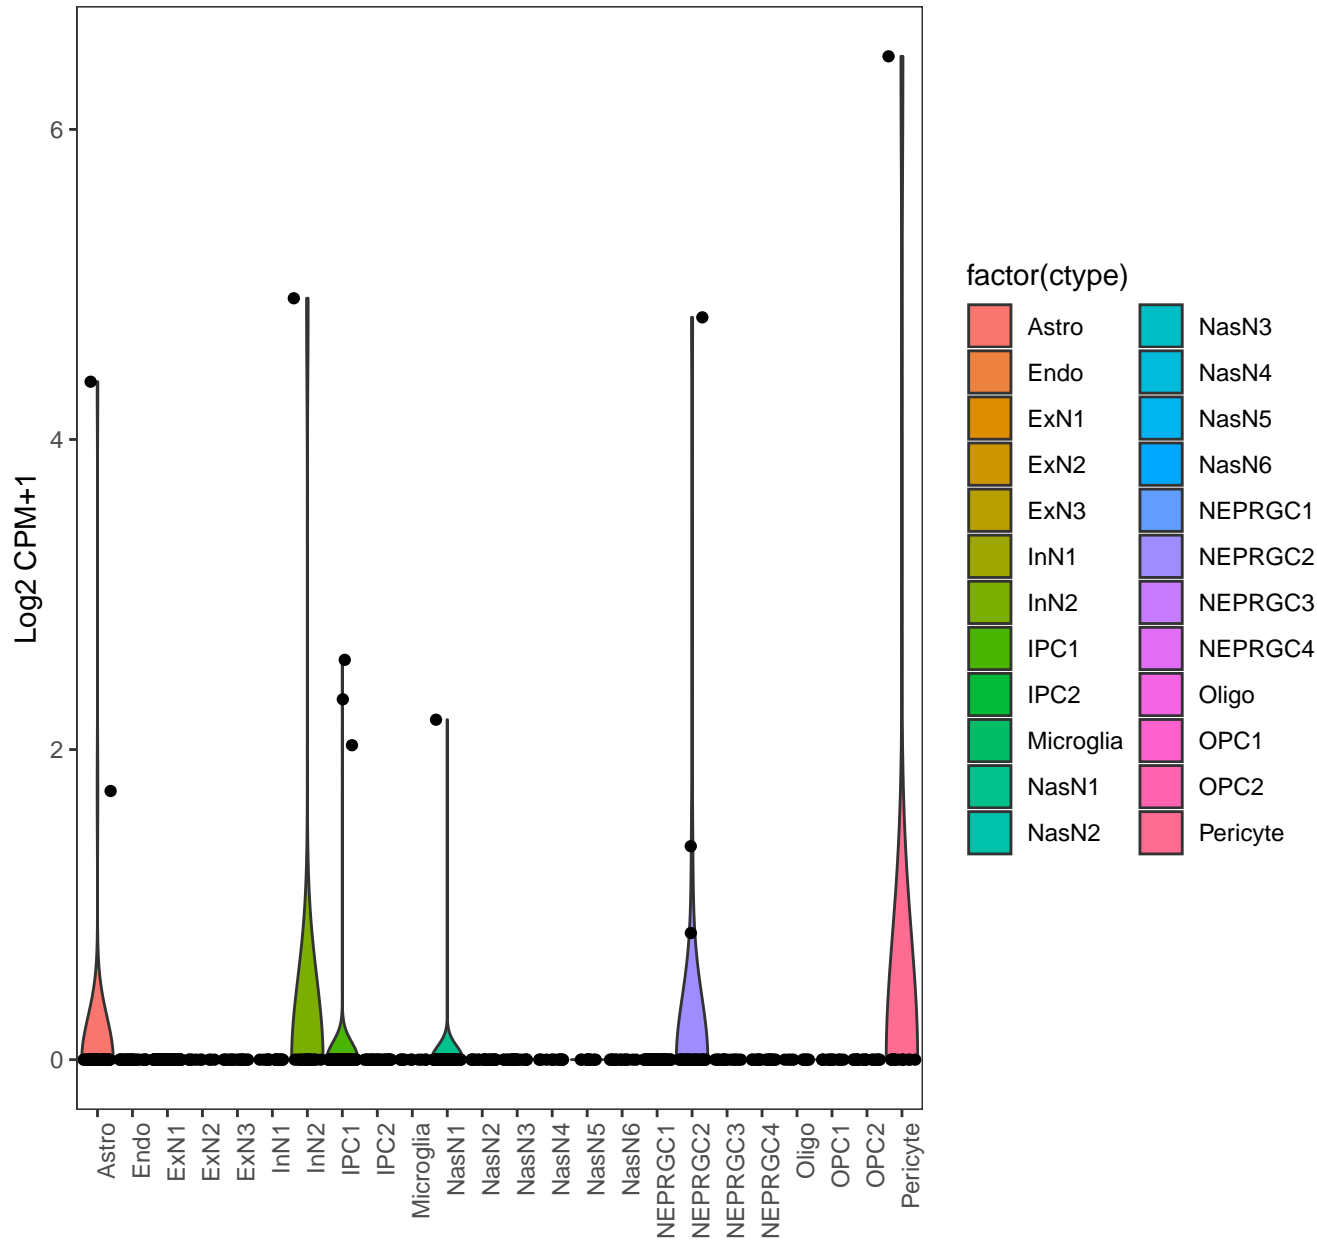 6
4
2
0
Log2 CPM+1
Astro
Endo
ExN1
ExN2
ExN3
InN1
InN2
IPC1
IPC2
Microglia
NasN1
NasN2
NasN3
NasN4
NasN5
NasN6
NEPRGC1
NEPRGC2
NEPRGC3
NEPRGC4
Oligo
OPC1
OPC2
Pericyte
factor(ctype)
Astro
Endo
ExN1
ExN2
ExN3
InN1
InN2
IPC1
IPC2
Microglia
NasN1
NasN2
NasN3
NasN4
NasN5
NasN6
NEPRGC1
NEPRGC2
NEPRGC3
NEPRGC4
Oligo
OPC1
OPC2
Pericyte